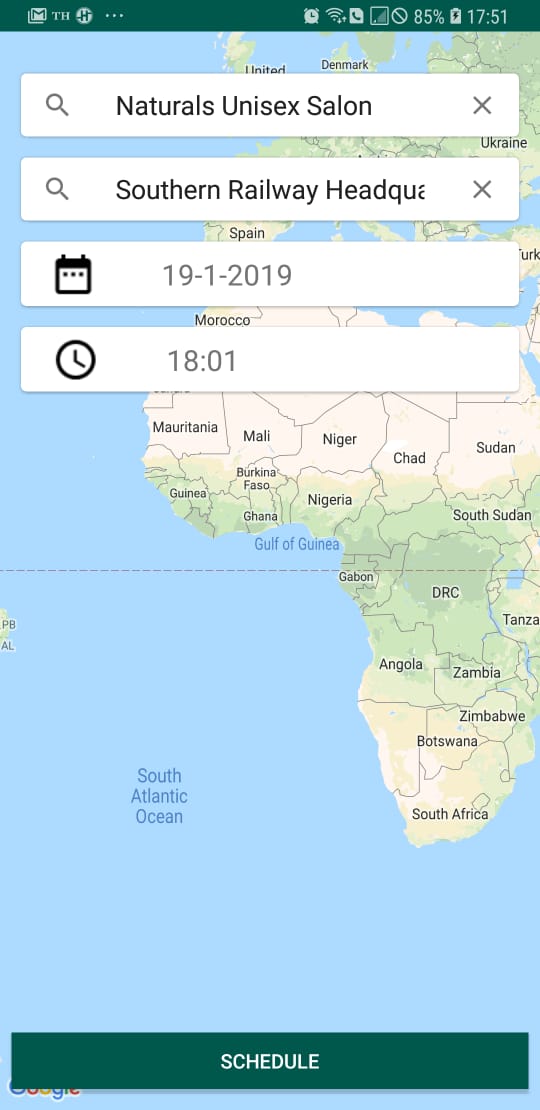 TH 85% 17:51
United
Denmark
Naturals Unisex Salon
Ukraine
Southern Railway Headqua
Spain
Turk
19-1-2019
Morocco
18:01
Mauritania
Mali
Niger
Chad
Sudan
Burkina
Faso
Guinea
Nigeria
Ghana
South Sudan
Gulf of Guinea
Gabon
DRC
PB
AL
Tanza
Angola
Zambia
Zimbabwe
Botswana
South
Atlantic
Ocean
South Africa
SCHEDULE
Google